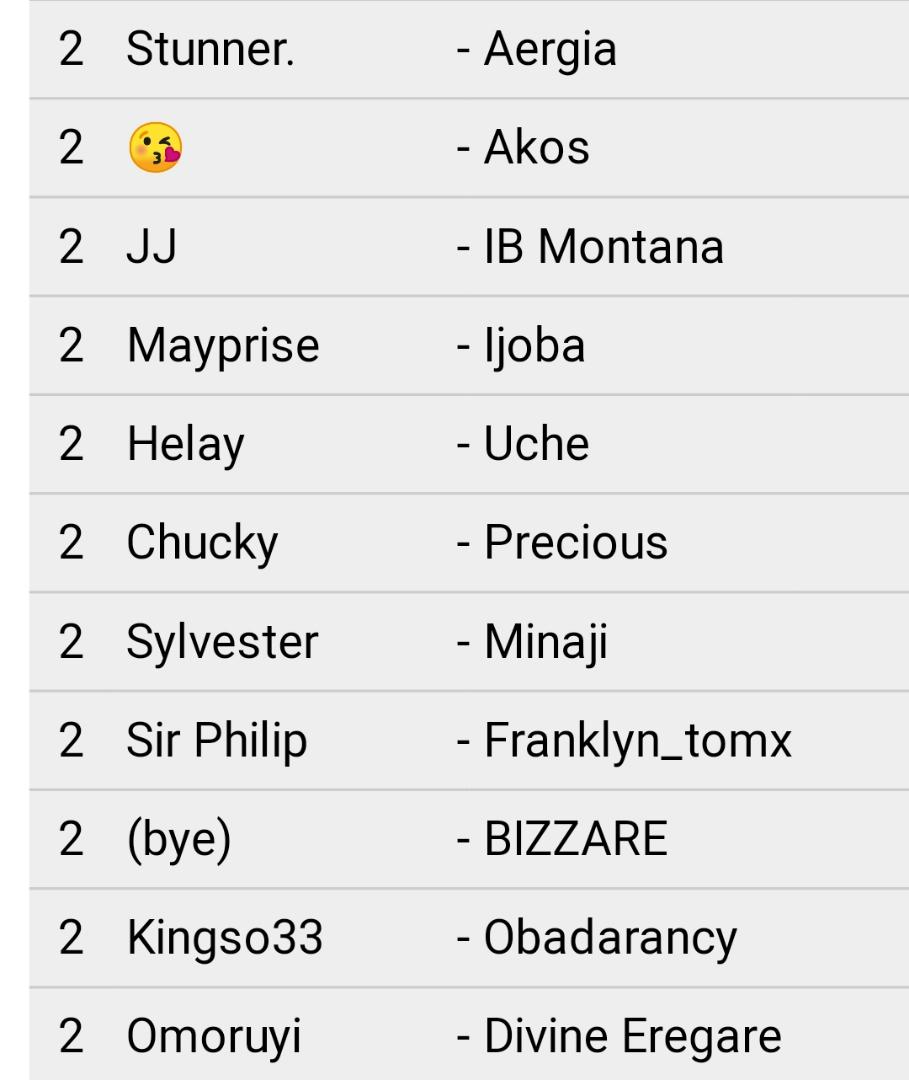 2 Stunner. - Aergia
2 😘 - Akos
2 JJ - IB Montana
2 Mayprise - Ijoba
2 Helay - Uche
2 Chucky - Precious
2 Sylvester - Minaji
2 Sir Philip - Franklyn_tomx
2 (bye) - BIZZARE
2 Kingso33 - Obadarancy
2 Omoruyi - Divine Eregare